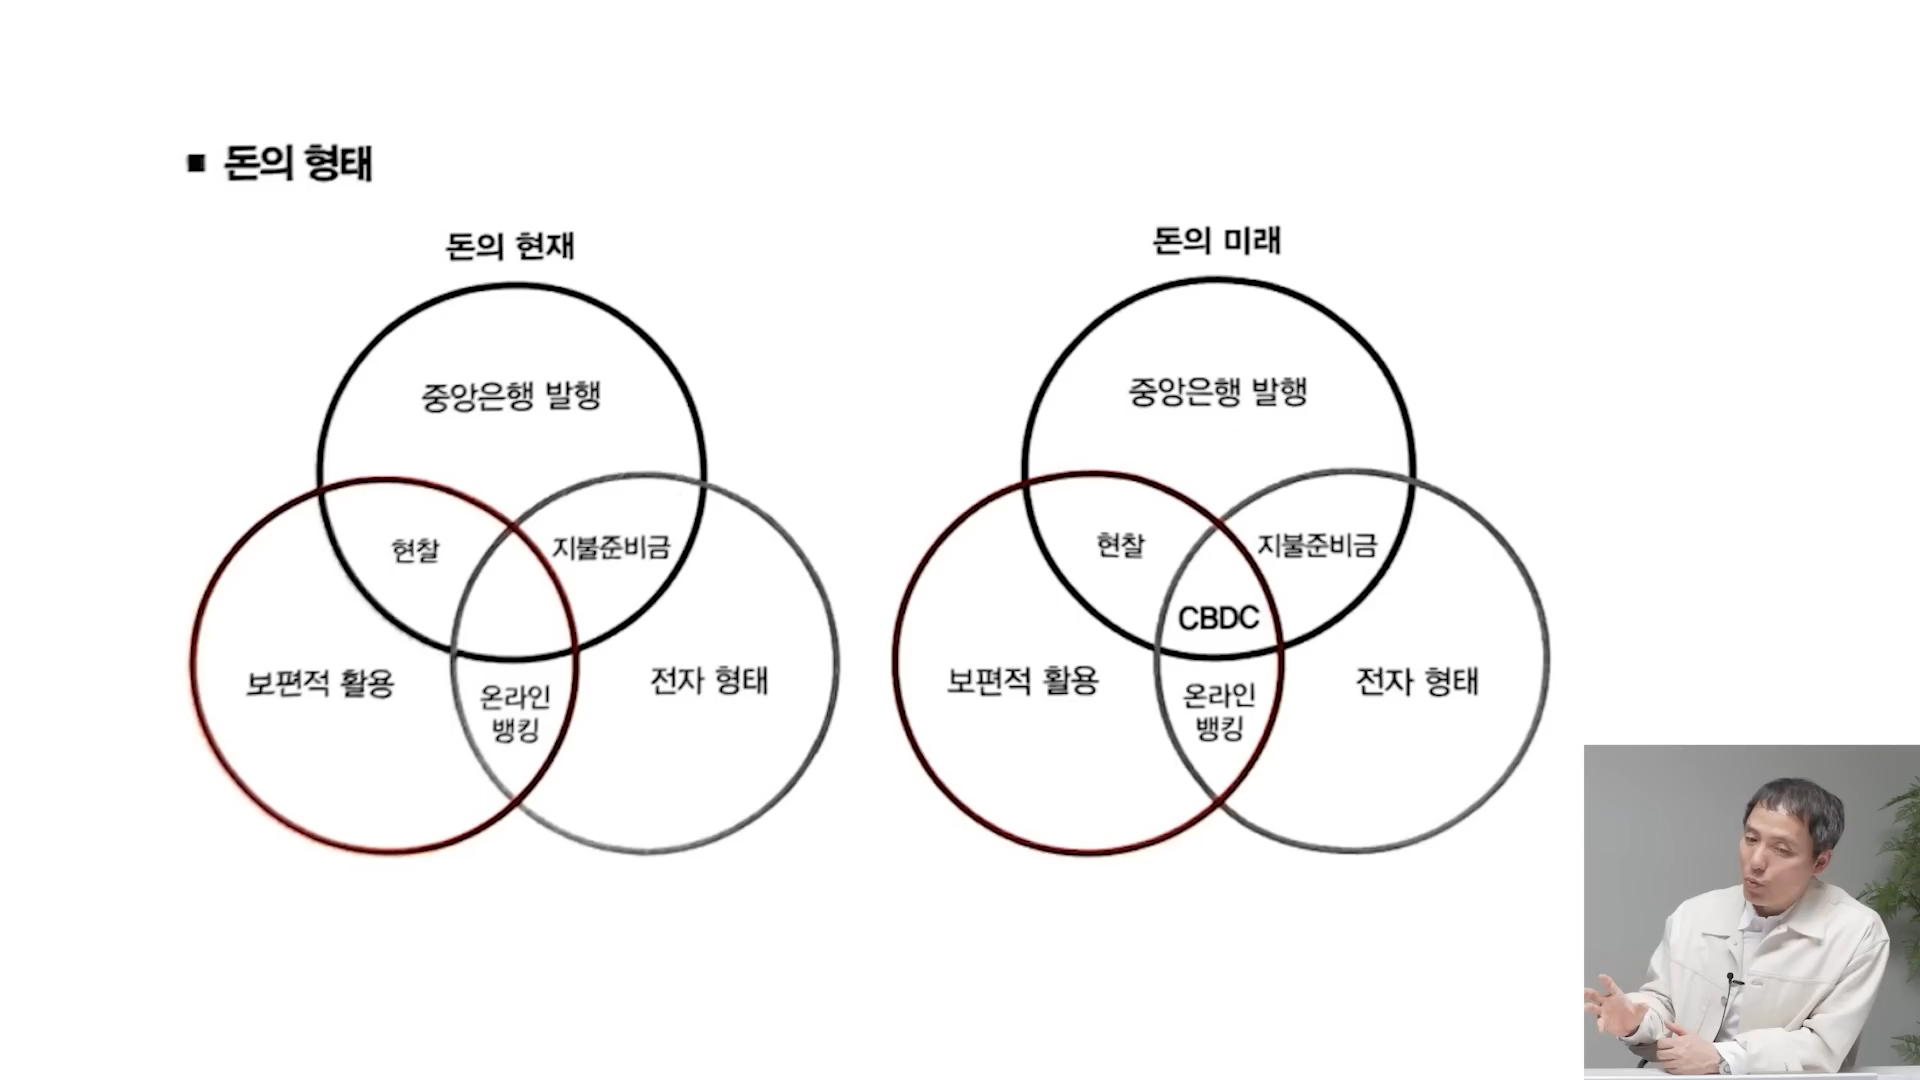 ■ 돈의 형태
돈의 현재
중앙은행 발행
현찰
지불준비금
보편적 활용
온라인
뱅킹
전자 형태
돈의 미래
중앙은행 발행
현찰
지불준비금
CBDC
보편적 활용
온라인
뱅킹
전자 형태